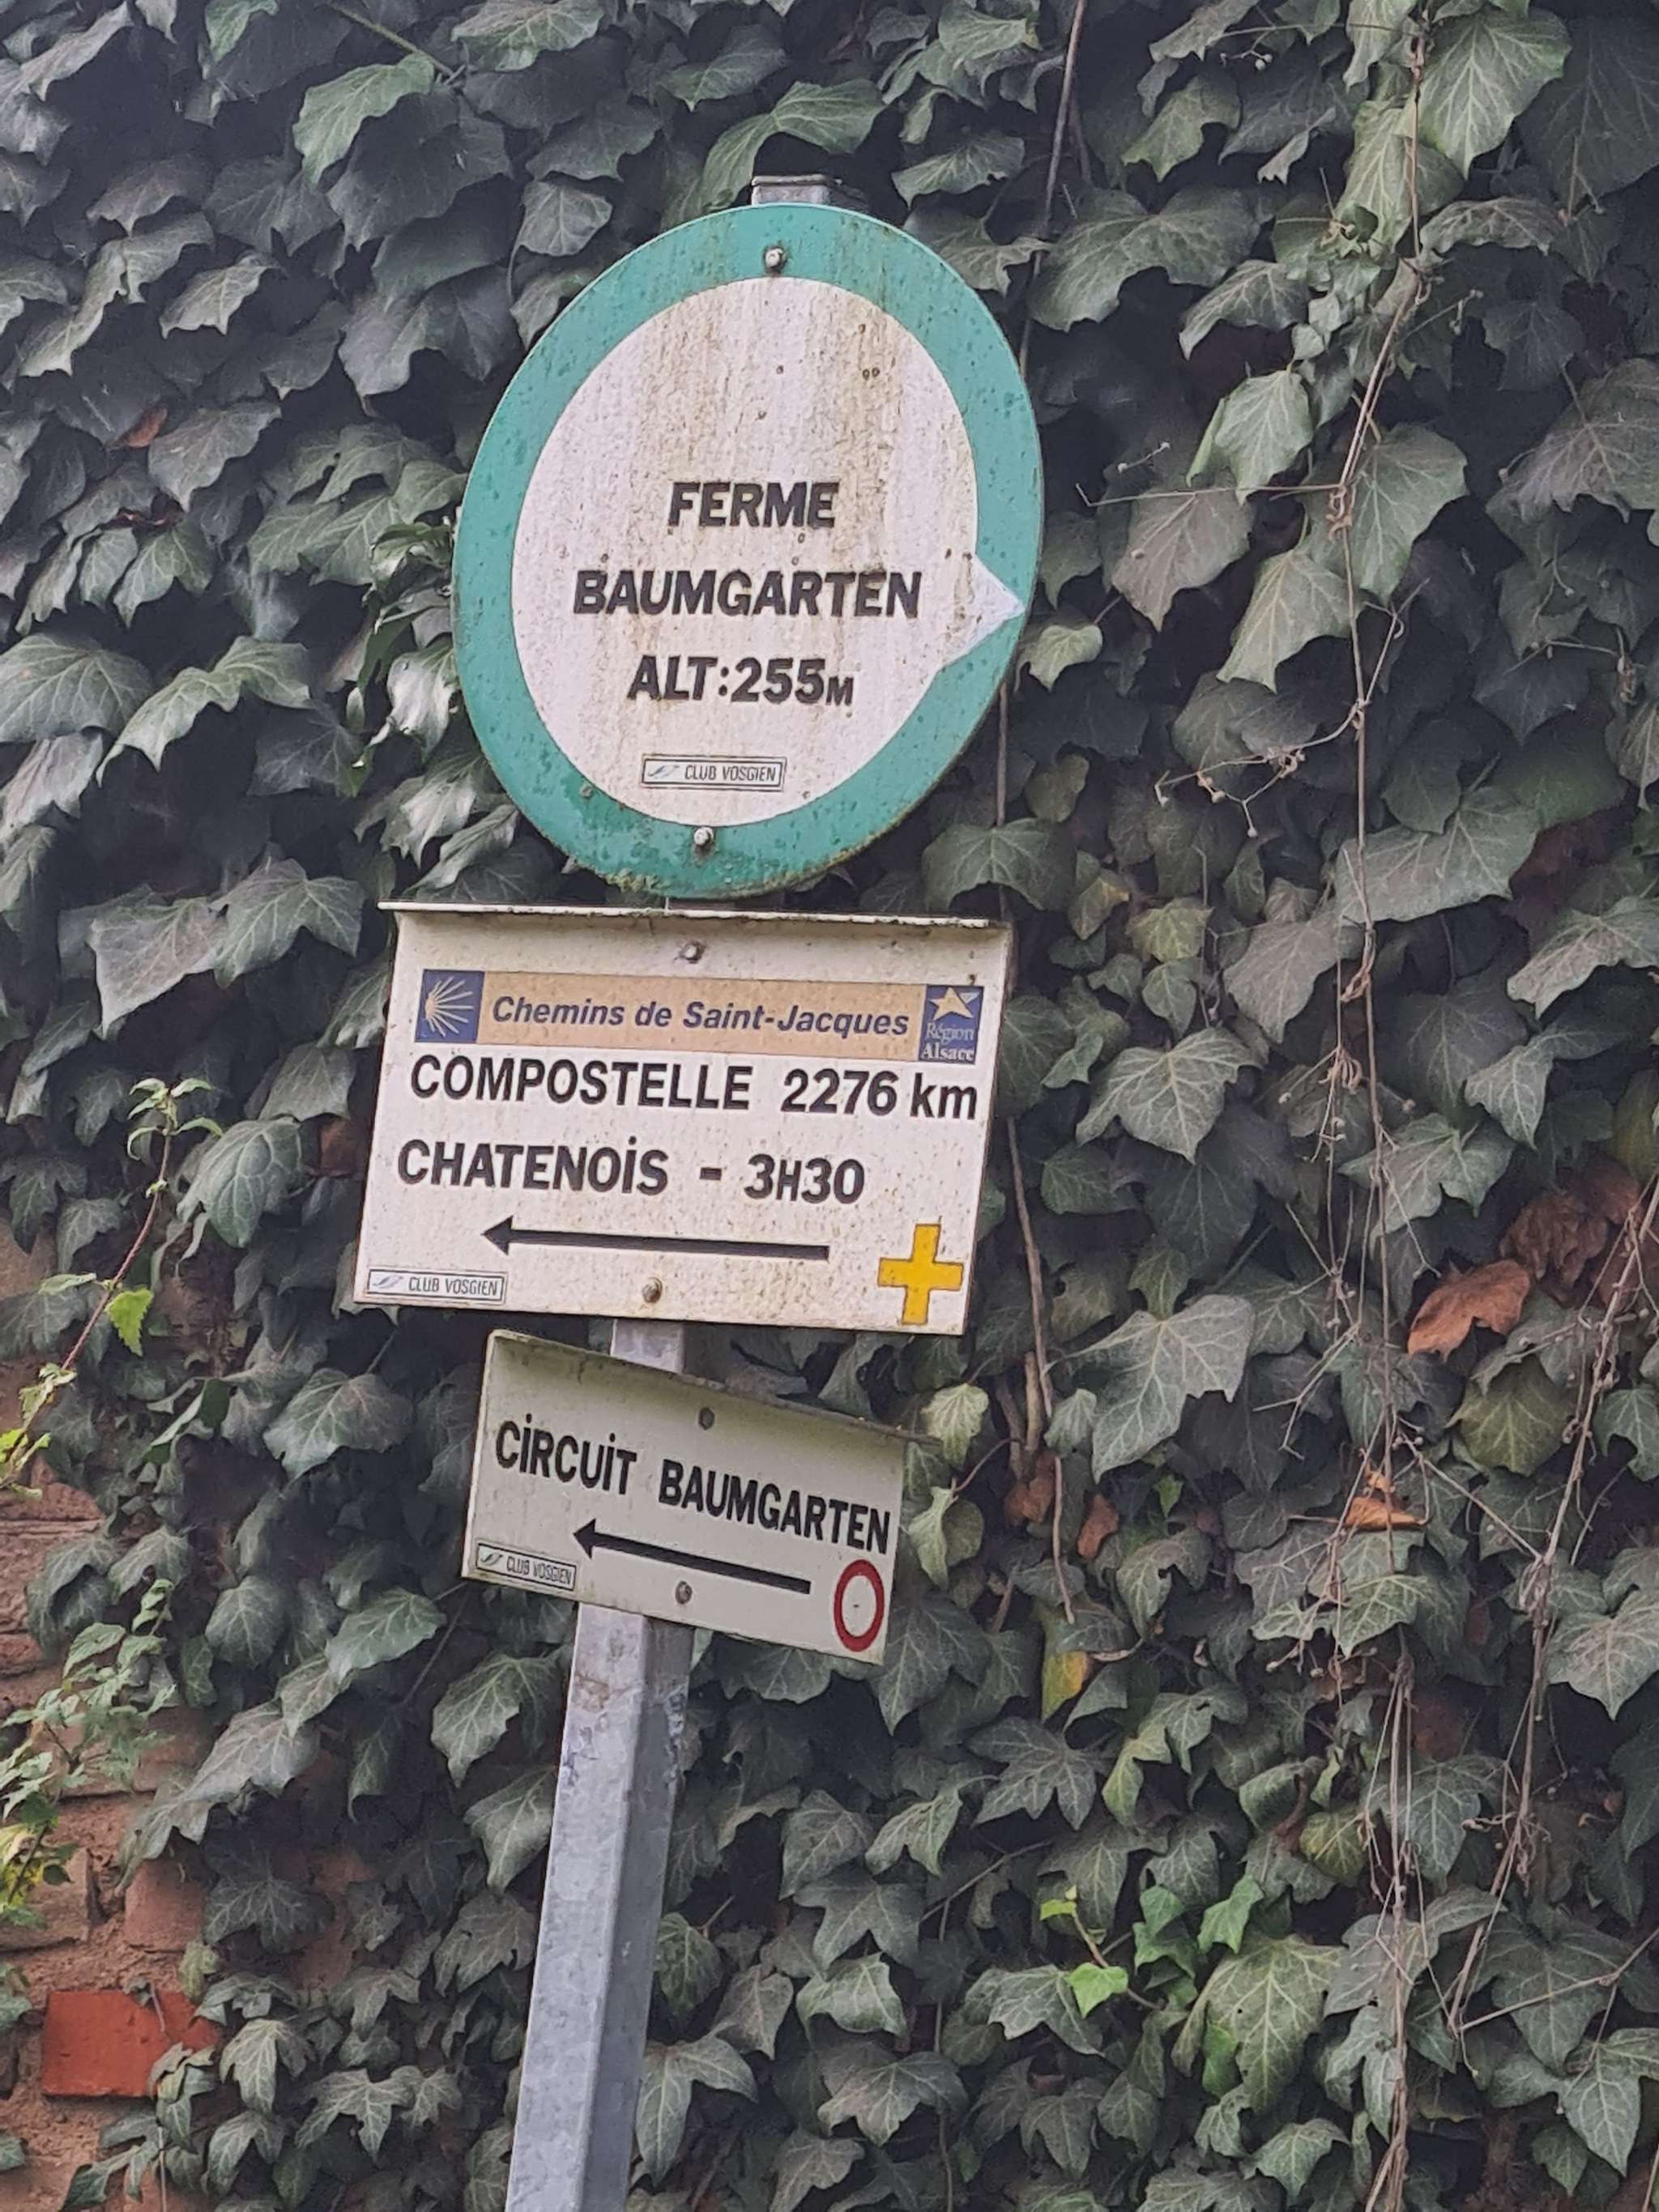 FERME
BAUMGARTEN
ALT:255M
CLUB VOSGIEN
Chemins de Saint-Jacques
Région
Alsace
COMPOSTELLE 2276 km
CHATENOIS - 3H30
CLUB VOSGIEN
CIRCUIT BAUMGARTEN
CLUB VOSGIEN